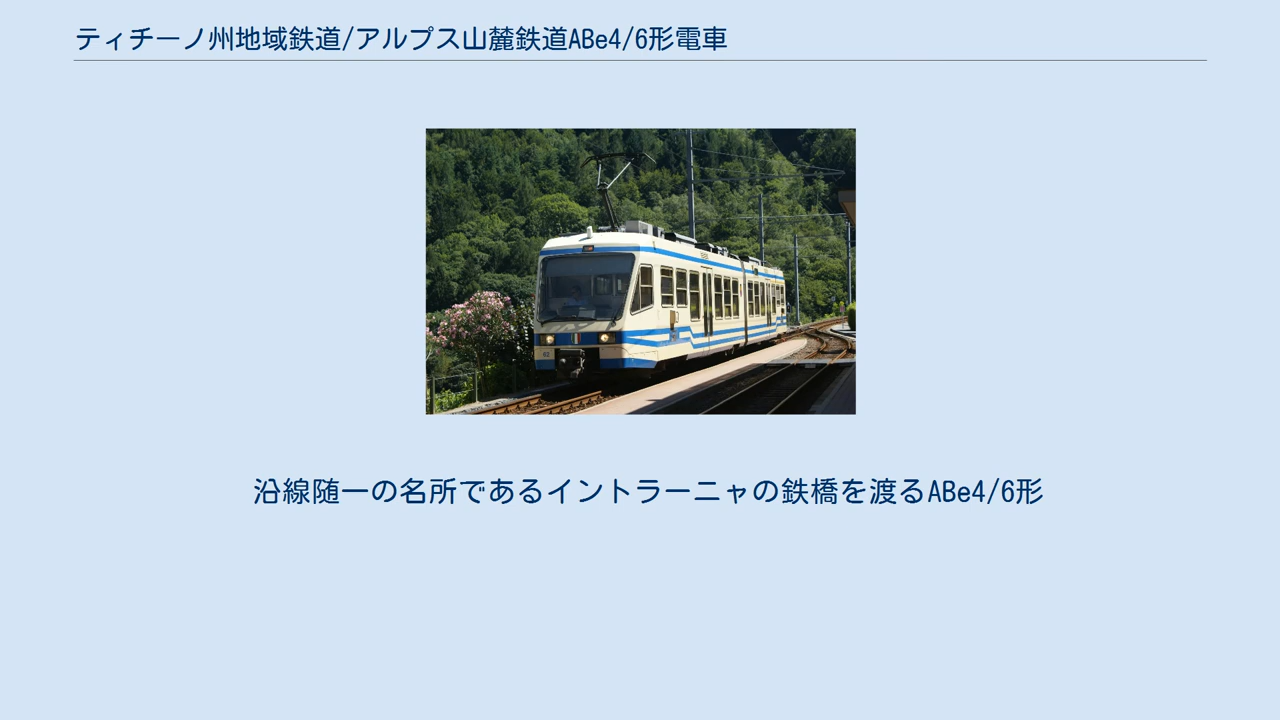 ティチーノ州地域鉄道/アルプス山麓鉄道ABe4/6形電車
沿線随一の名所であるイントラーニャの鉄橋を渡るABe4/6形